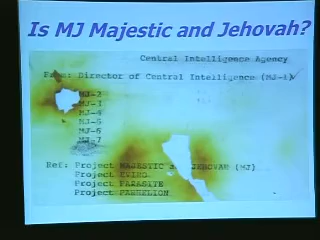 Is MJ Majestic and Jehovah?
Central Intelligence Agency
From: Director of Central Intelligence (MJ-1)
MJ-2
MJ-3
MJ-4
MJ-5
MJ-6
MJ-7
Ref: Project MAJESTIC JEHOVAH (MJ)
Project
Project PARASITE
Project PARHELION